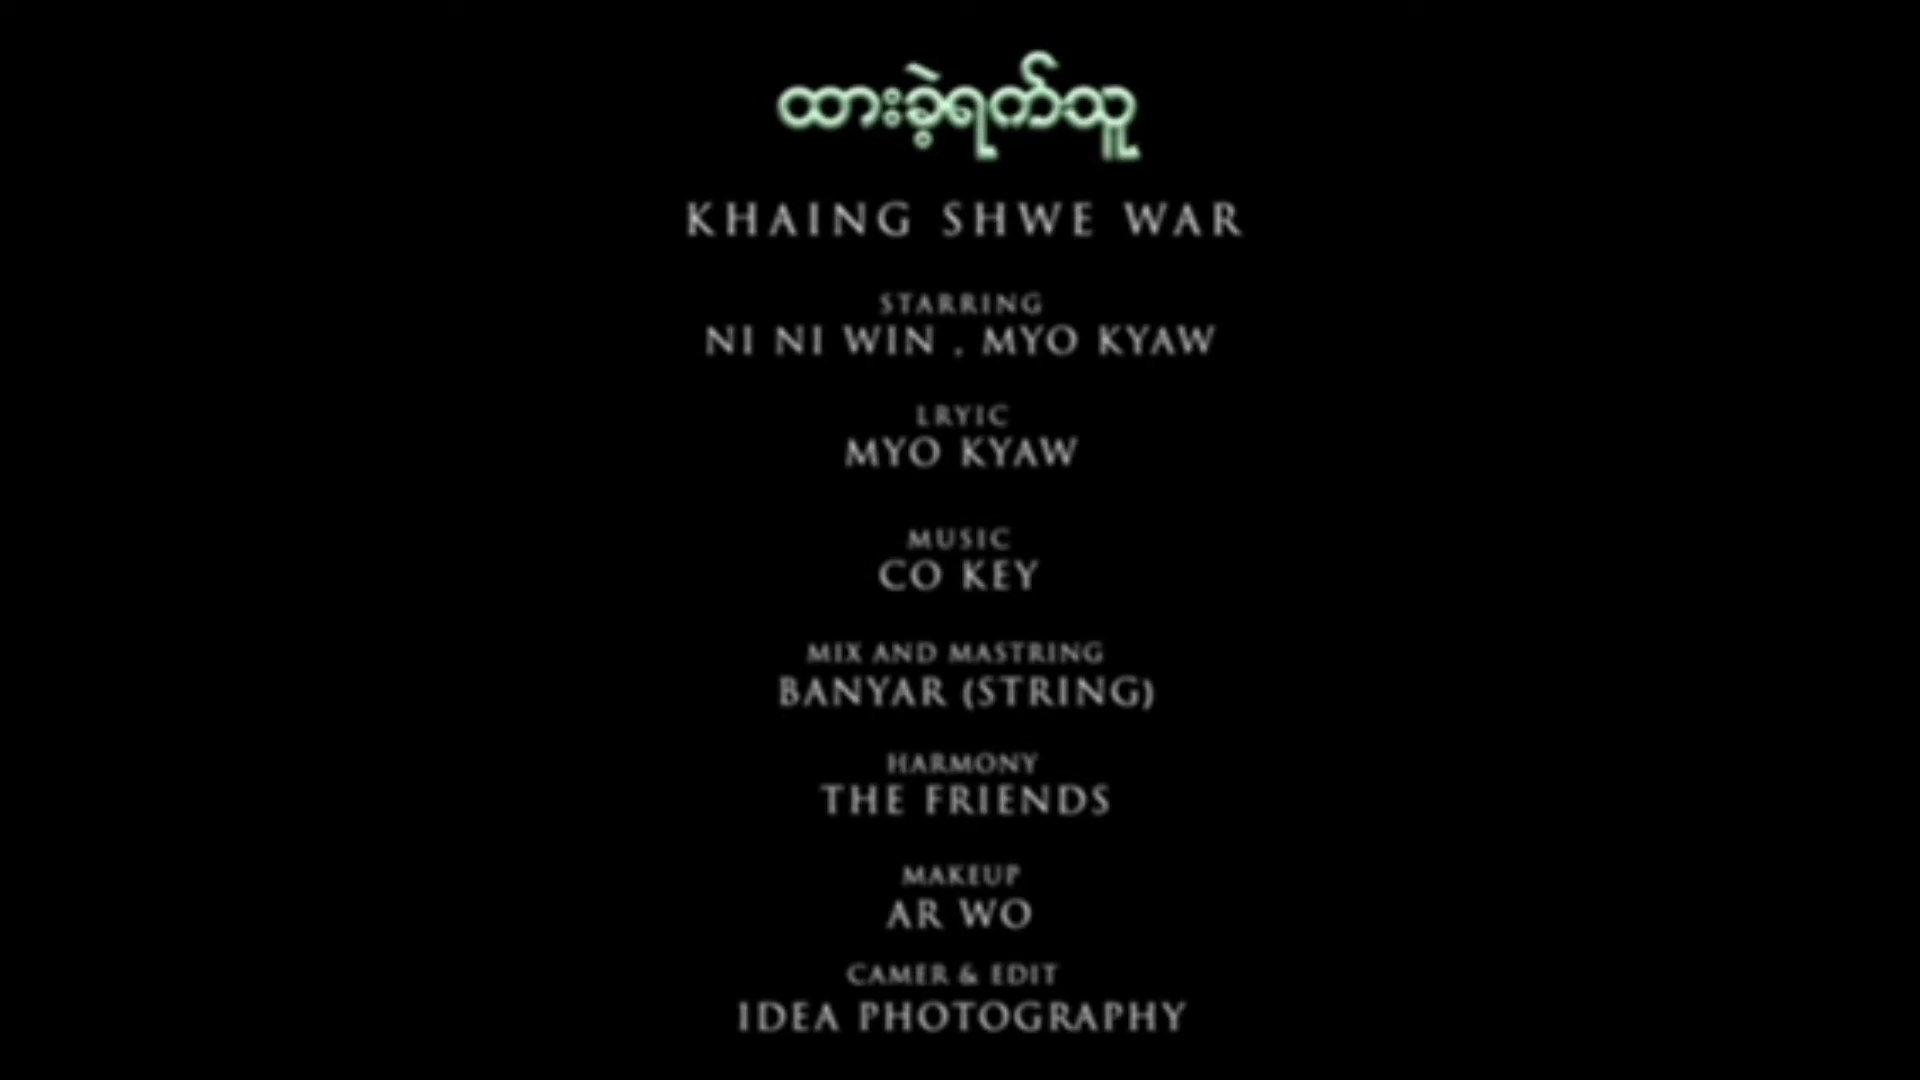 ထားခဲ့ရက်သူ
KHAING SHWE WAR
STARRING
NI NI WIN , MYO KYAW
LRYIC
MYO KYAW
MUSIC
CO KEY
MIX AND MASTRING
BANYAR (STRING)
HARMONY
THE FRIENDS
MAKEUP
AR WO
CAMER & EDIT
IDEA PHOTOGRAPHY